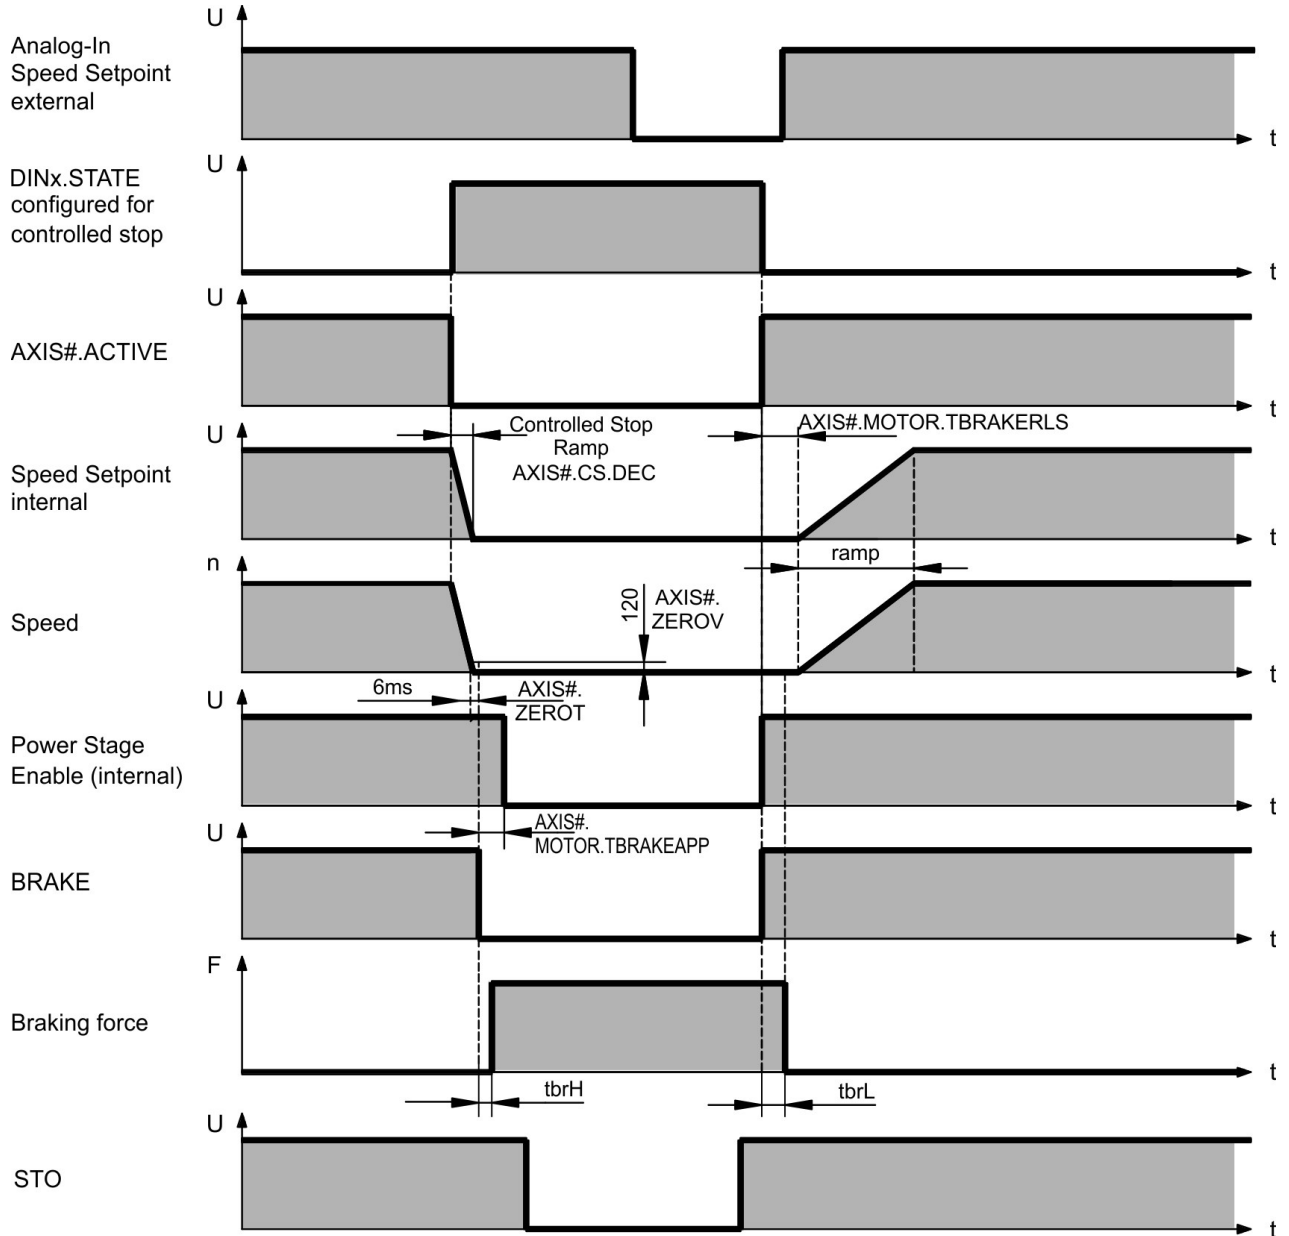 U
Analog-In
Speed Setpoint
external
t
U
DINx.STATE
configured for
controlled stop
t
U
AXIS#.ACTIVE
t
U
Controlled Stop
Ramp
AXIS#.CS.DEC
AXIS#.MOTOR.TBRAKERLS
Speed Setpoint
internal
t
ramp
n
120
AXIS#.
ZEROV
Speed
t
6ms
AXIS#.
ZEROT
U
Power Stage
Enable (internal)
t
AXIS#.
MOTOR.TBRAKEAPP
U
BRAKE
t
F
Braking force
t
tbrH
tbrL
U
STO
t